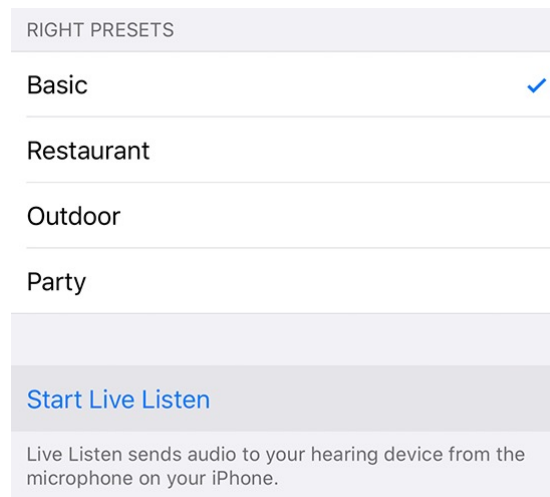 RIGHT PRESETS
Basic
Restaurant
Outdoor
Party
Start Live Listen
Live Listen sends audio to your hearing device from the
microphone on your iPhone.